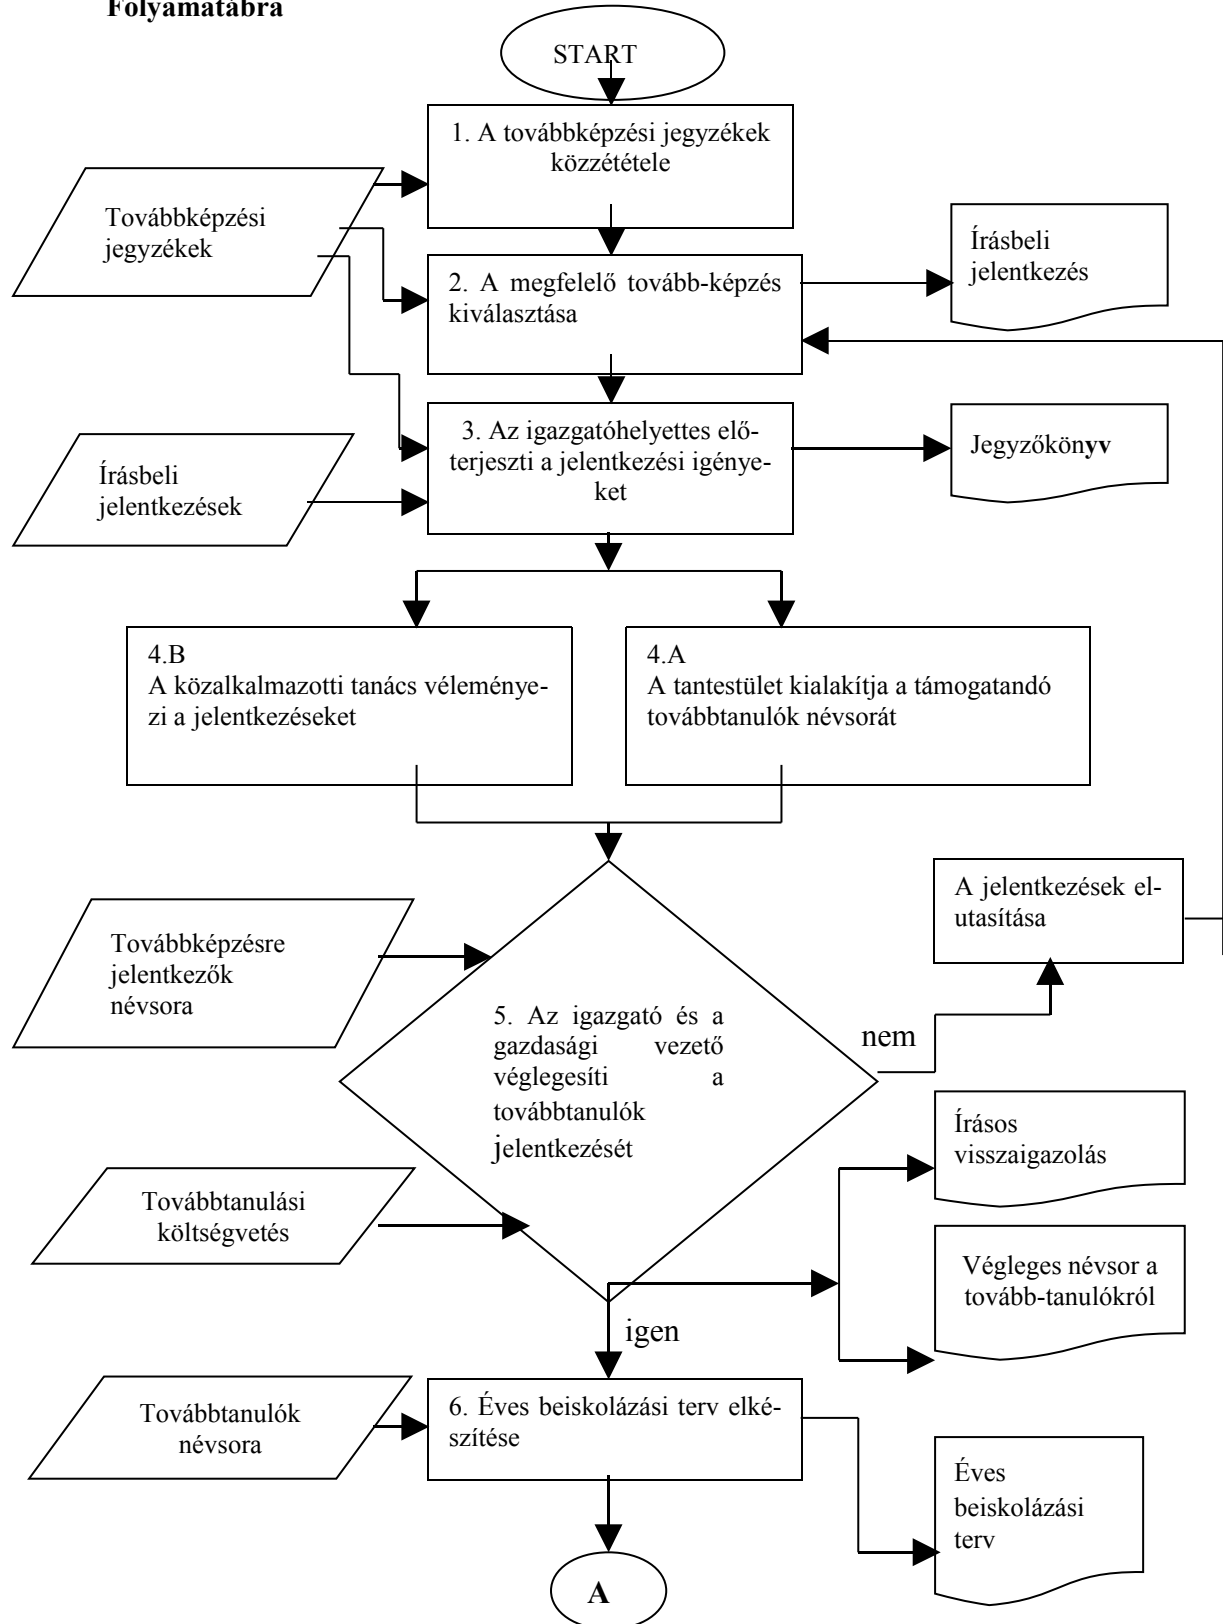 Folyamatábra
START
1. A továbbképzési jegyzékek
közzététele
Továbbképzési
jegyzékek
2. A megfelelő tovább-képzés
kiválasztása
Írásbeli
jelentkezés
3. Az igazgatóhelyettes elő-
terjeszti a jelentkezési igénye-
ket
Jegyzőkönyv
Írásbeli
jelentkezések
4.B
A közalkalmazotti tanács véleménye-
zi a jelentkezéseket
4.A
A tantestület kialakítja a támogatandó
továbbtanulók névsorát
A jelentkezések el-
utasítása
Továbbképzésre
jelentkezők
névsora
5. Az igazgató és a
gazdasági vezető
véglegesíti a
továbbtanulók
jelentkezését
nem
Írásos
visszaigazolás
Továbbtanulási
költségvetés
Végleges névsor a
tovább-tanulókról
igen
Továbbtanulók
névsora
6. Éves beiskolázási terv elké-
szítése
Éves
beiskolázási
terv
A